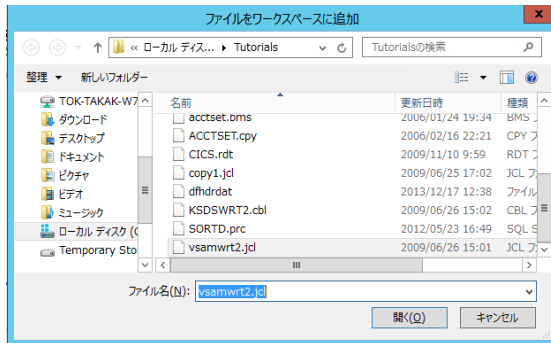 ファイルをワークスペースに追加
« ローカル ディス... ▸ Tutorials
Tutorialsの検索
整理 ▼ 新しいフォルダー
TOK-TAKAK-W7
ダウンロード
デスクトップ
ドキュメント
ピクチャ
ビデオ
ミュージック
ローカル ディスク (C
Temporary Sto
名前 更新日時 種類
acctset.bms 2006/01/24 19:34 BMS
ACCTSET.cpy 2006/02/16 22:21 CPY フ
CICS.rdt 2009/11/10 9:59 RDT フ
copy1.jcl 2009/06/25 17:02 JCL フ
dfhdrdat 2013/12/17 12:38 ファイル
KSDSWRT2.cbl 2009/06/26 15:02 CBL フ
SORTD.prc 2012/05/23 16:49 SQL S
vsamwrt2.jcl 2009/06/26 15:01 JCL フ
ファイル名(N): vsamwrt2.jcl
開く(O) キャンセル